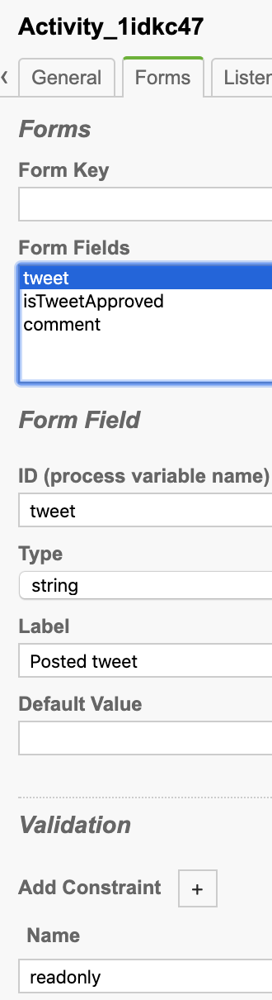 Activity_1idkc47
‹ General Forms Listen
Forms
Form Key
Form Fields
tweet
isTweetApproved
comment
Form Field
ID (process variable name)
tweet
Type
string
Label
Posted tweet
Default Value
Validation
Add Constraint +
Name
readonly